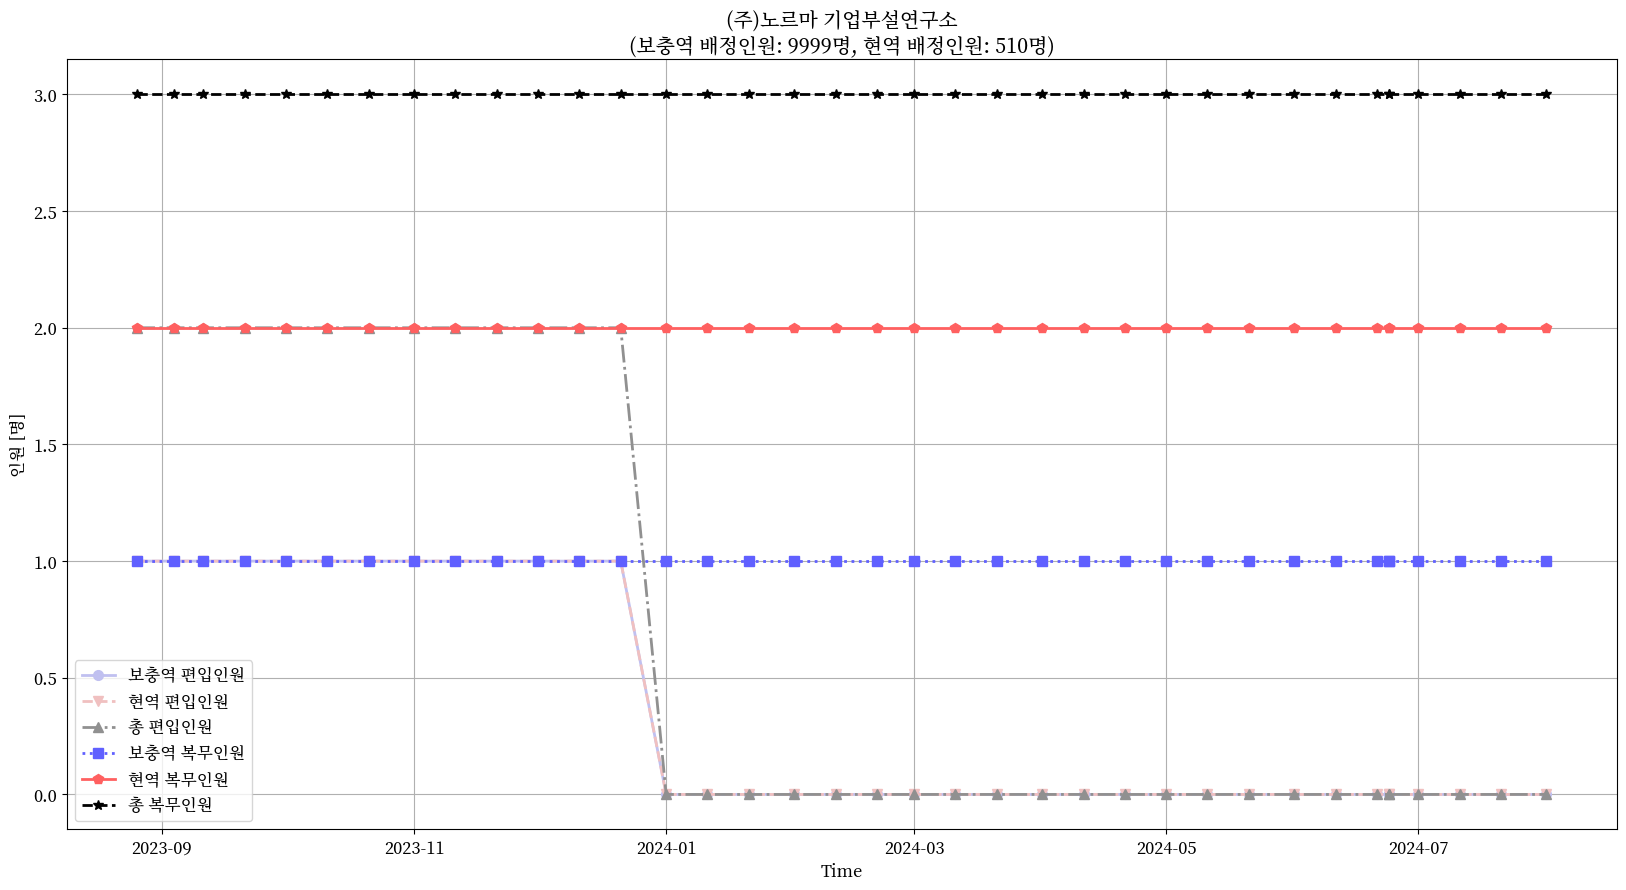 (주)노르마 기업부설연구소
(보충역 배정인원: 9999명, 현역 배정인원: 510명)
3.0
2.5
2.0
1.5
1.0
0.5
0.0
인원 [명]
보충역 편입인원
현역 편입인원
총 편입인원
보충역 복무인원
현역 복무인원
총 복무인원
2023-09
2023-11
2024-01
2024-03
2024-05
2024-07
Time